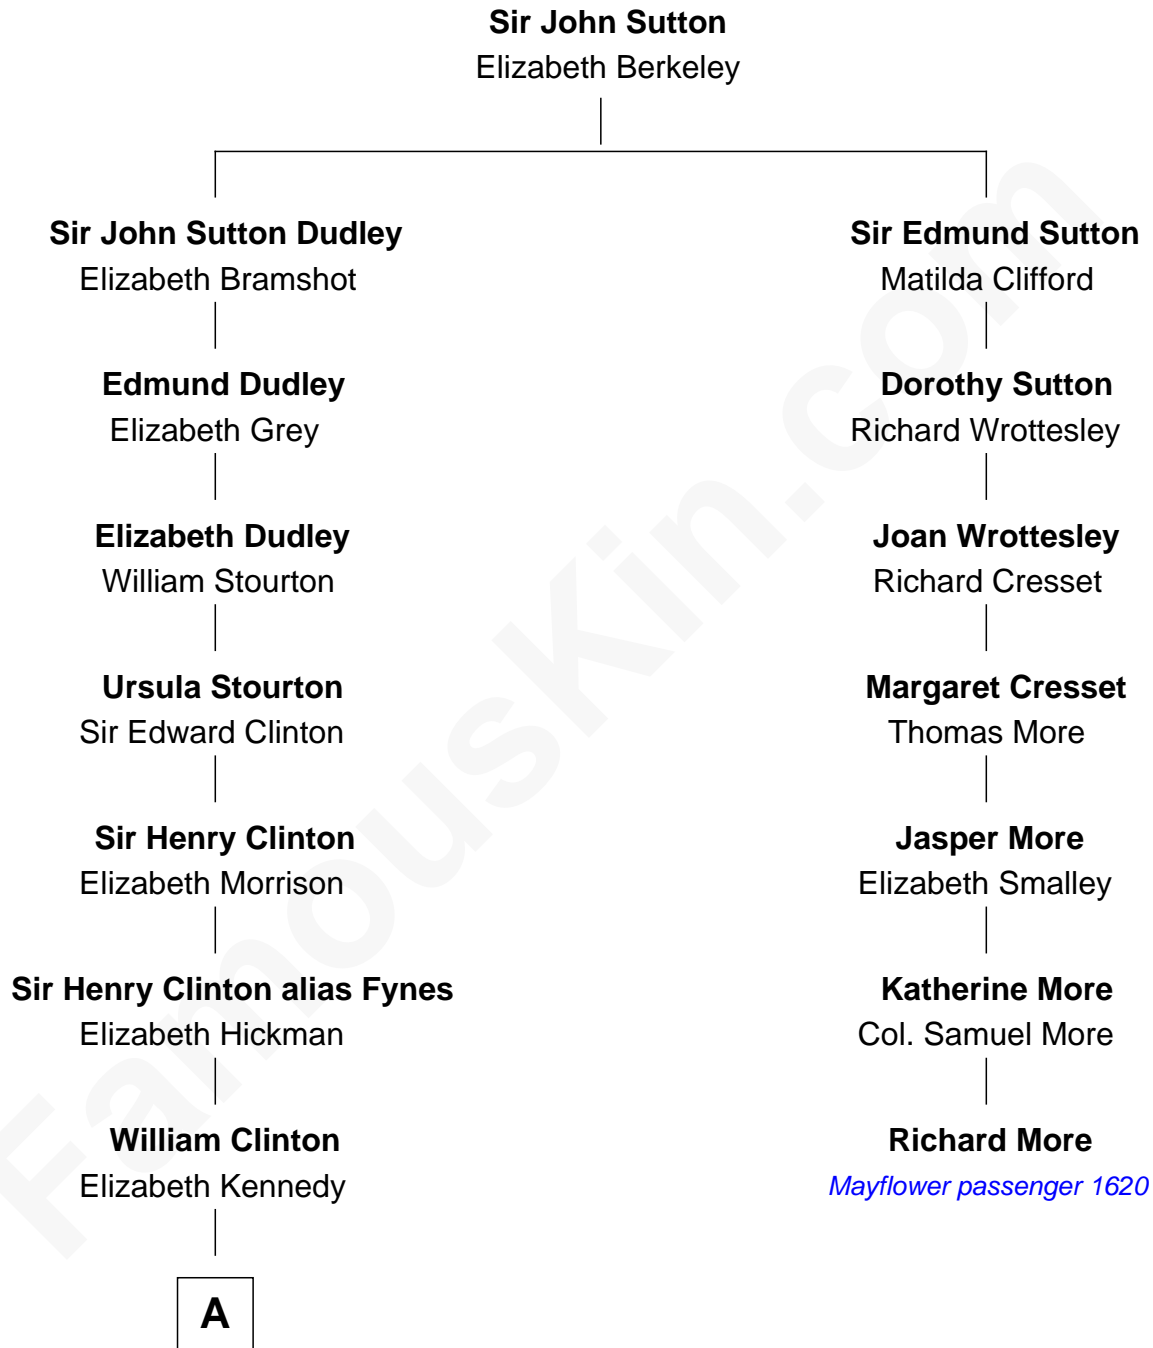 Sir John Sutton
Elizabeth Berkeley
Sir John Sutton Dudley
Elizabeth Bramshot
Sir Edmund Sutton
Matilda Clifford
Edmund Dudley
Elizabeth Grey
Dorothy Sutton
Richard Wrottesley
Elizabeth Dudley
William Stourton
Joan Wrottesley
Richard Cresset
Ursula Stourton
Sir Edward Clinton
Margaret Cresset
Thomas More
Sir Henry Clinton
Elizabeth Morrison
Jasper More
Elizabeth Smalley
Sir Henry Clinton alias Fynes
Elizabeth Hickman
Katherine More
Col. Samuel More
William Clinton
Elizabeth Kennedy
Richard More
Mayflower passenger 1620
A
FamousKin.com